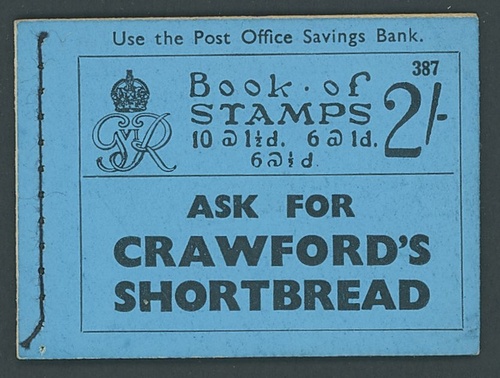 Use the Post Office Savings Bank.
387
GVIR
Book of
STAMPS
2/-
10 @ 1½d. 6 @ 1d.
6 @ ½d.
ASK FOR
CRAWFORD'S
SHORTBREAD